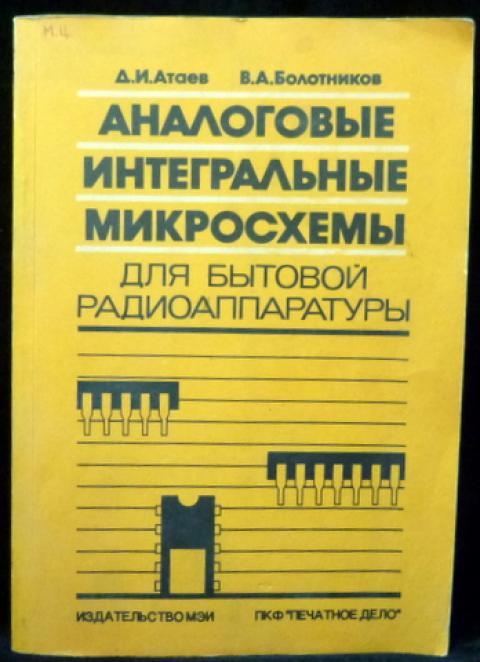 М.Ц.
Д.И.Атаев В.А.Болотников
АНАЛОГОВЫЕ
ИНТЕГРАЛЬНЫЕ
МИКРОСХЕМЫ
ДЛЯ БЫТОВОЙ
РАДИОАППАРАТУРЫ
ИЗДАТЕЛЬСТВО МЭИ ПКФ "ПЕЧАТНОЕ ДЕЛО"